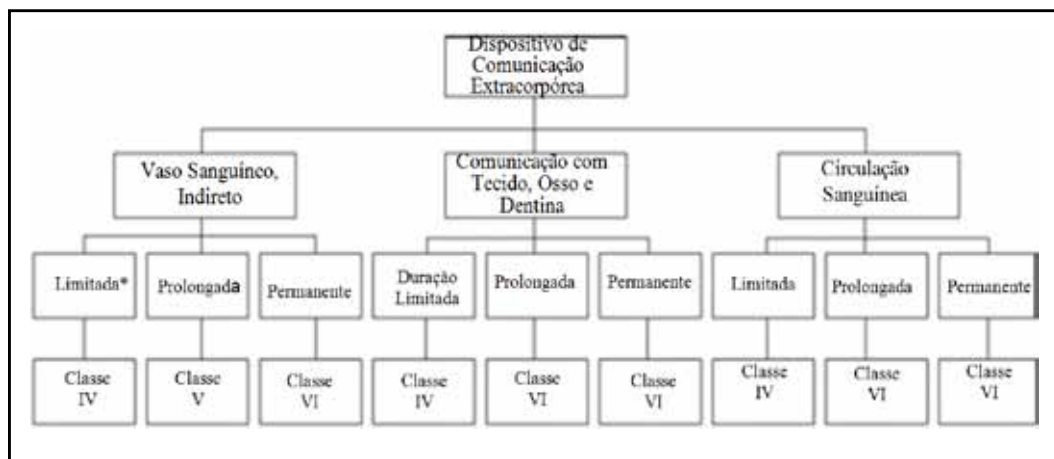 Dispositivo de
Comunicação
Extracorpórea
Vaso Sanguíneo,
Indireto
Comunicação com
Tecido, Osso e
Dentina
Circulação
Sanguínea
Limitada*
Prolongada
Permanente
Duração
Limitada
Prolongada
Permanente
Limitada
Prolongada
Permanente
Classe
IV
Classe
V
Classe
VI
Classe
IV
Classe
VI
Classe
VI
Classe
IV
Classe
VI
Classe
VI